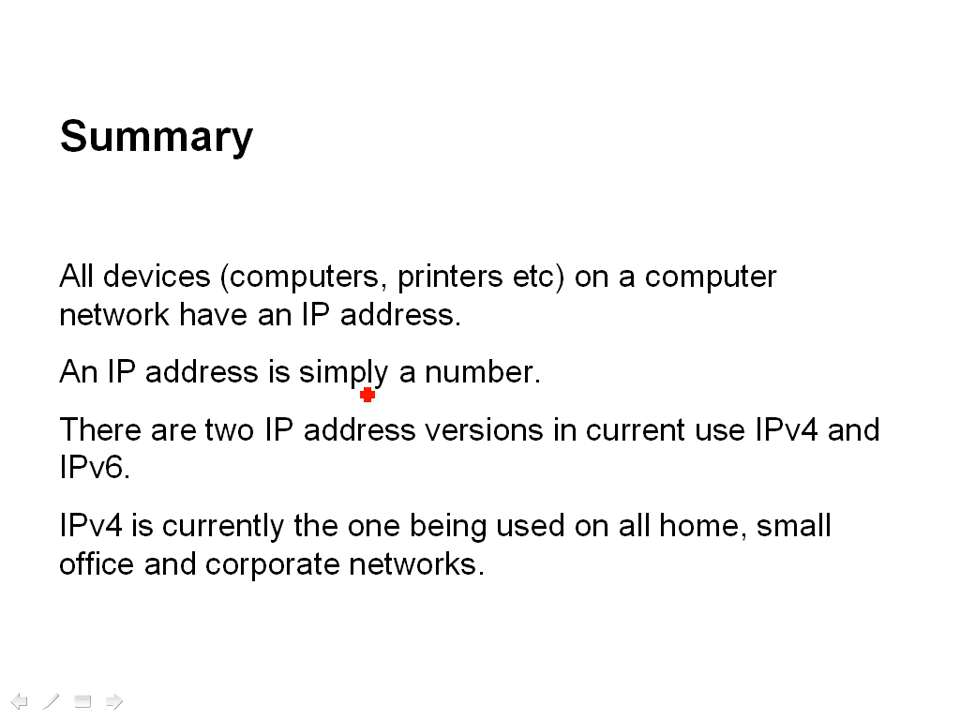 Summary
All devices (computers, printers etc) on a computer
network have an IP address.
An IP address is simply a number.
There are two IP address versions in current use IPv4 and
IPv6.
IPv4 is currently the one being used on all home, small
office and corporate networks.